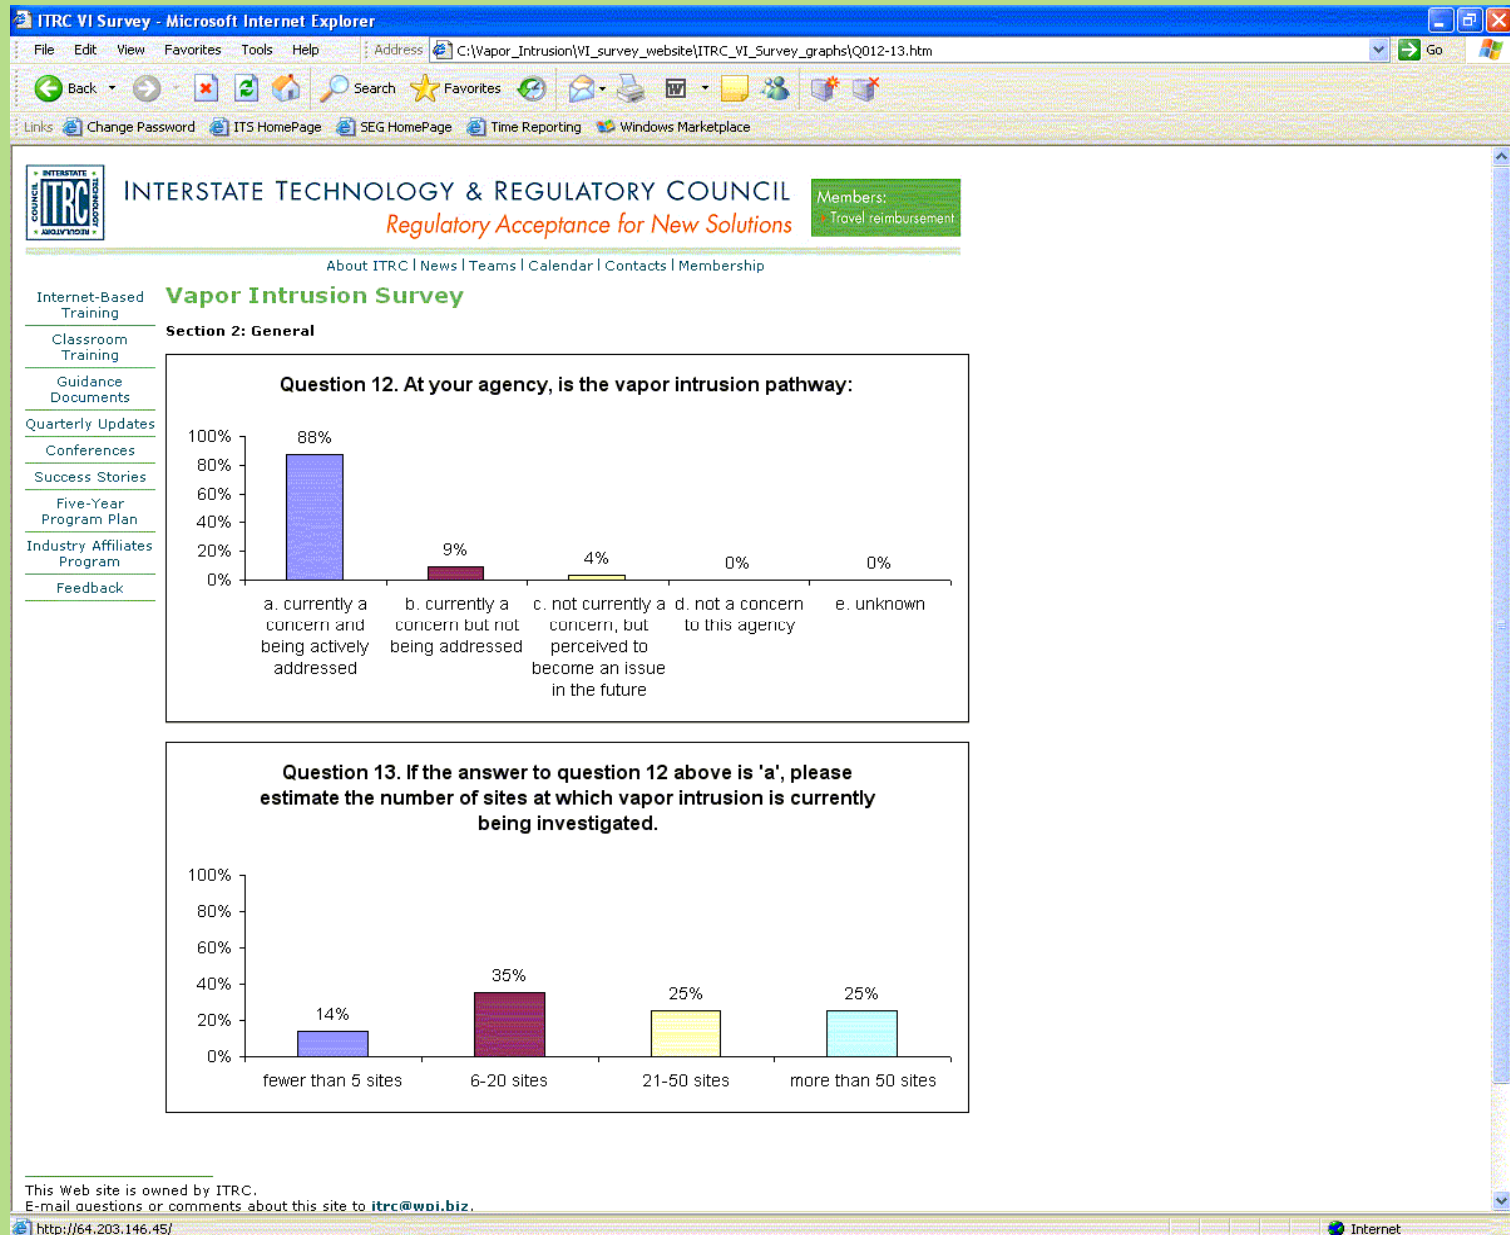 ITRC VI Survey - Microsoft Internet Explorer
File Edit View Favorites Tools Help Address C:\Vapor_Intrusion\VI_survey_website\ITRC_VI_Survey_graphs\Q012-13.htm Go
Back Search Favorites
Links Change Password ITS HomePage SEG HomePage Time Reporting Windows Marketplace
INTERSTATE
COUNCIL
ITRC
TECHNOLOGY
REGULATORY
INTERSTATE TECHNOLOGY & REGULATORY COUNCIL
Regulatory Acceptance for New Solutions
Members:
Travel reimbursement
About ITRC | News | Teams | Calendar | Contacts | Membership
Internet-Based
Training
Classroom
Training
Guidance
Documents
Quarterly Updates
Conferences
Success Stories
Five-Year
Program Plan
Industry Affiliates
Program
Feedback
Vapor Intrusion Survey
Section 2: General
Question 12. At your agency, is the vapor intrusion pathway:
100%
80%
60%
40%
20%
0%
88%
9%
4%
0%
0%
a. currently a
concern and
being actively
addressed
b. currently a
concern but not
being addressed
c. not currently a
concern, but
perceived to
become an issue
in the future
d. not a concern
to this agency
e. unknown
Question 13. If the answer to question 12 above is 'a', please
estimate the number of sites at which vapor intrusion is currently
being investigated.
100%
80%
60%
40%
20%
0%
14%
35%
25%
25%
fewer than 5 sites
6-20 sites
21-50 sites
more than 50 sites
This Web site is owned by ITRC.
E-mail questions or comments about this site to itrc@wpi.biz.
http://64.203.146.45/ Internet